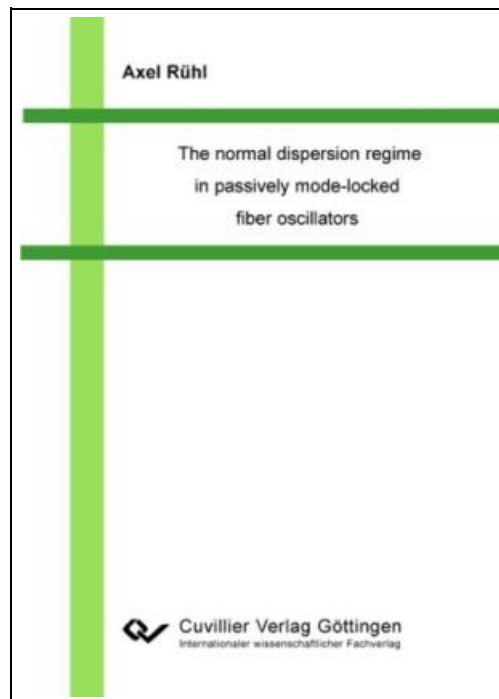 Axel Rühl
The normal dispersion regime
in passively mode-locked
fiber oscillators
Cuvillier Verlag Göttingen
Internationaler wissenschaftlicher Fachverlag